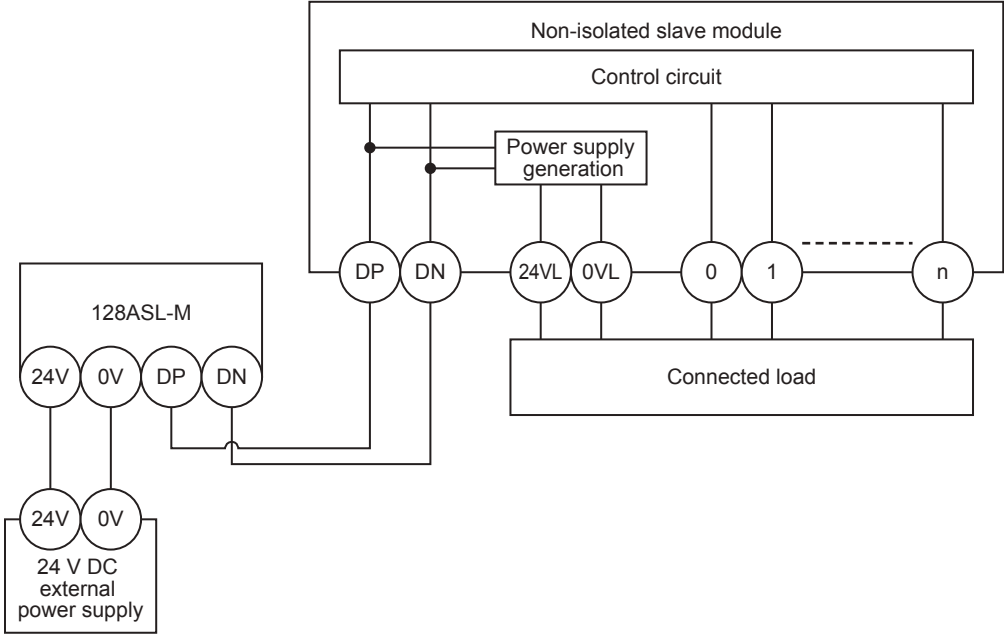 Non-isolated slave module
Control circuit
Power supply
generation
DP
DN
24VL
0VL
0
1
n
128ASL-M
24V
0V
DP
DN
Connected load
24V
0V
24 V DC
external
power supply